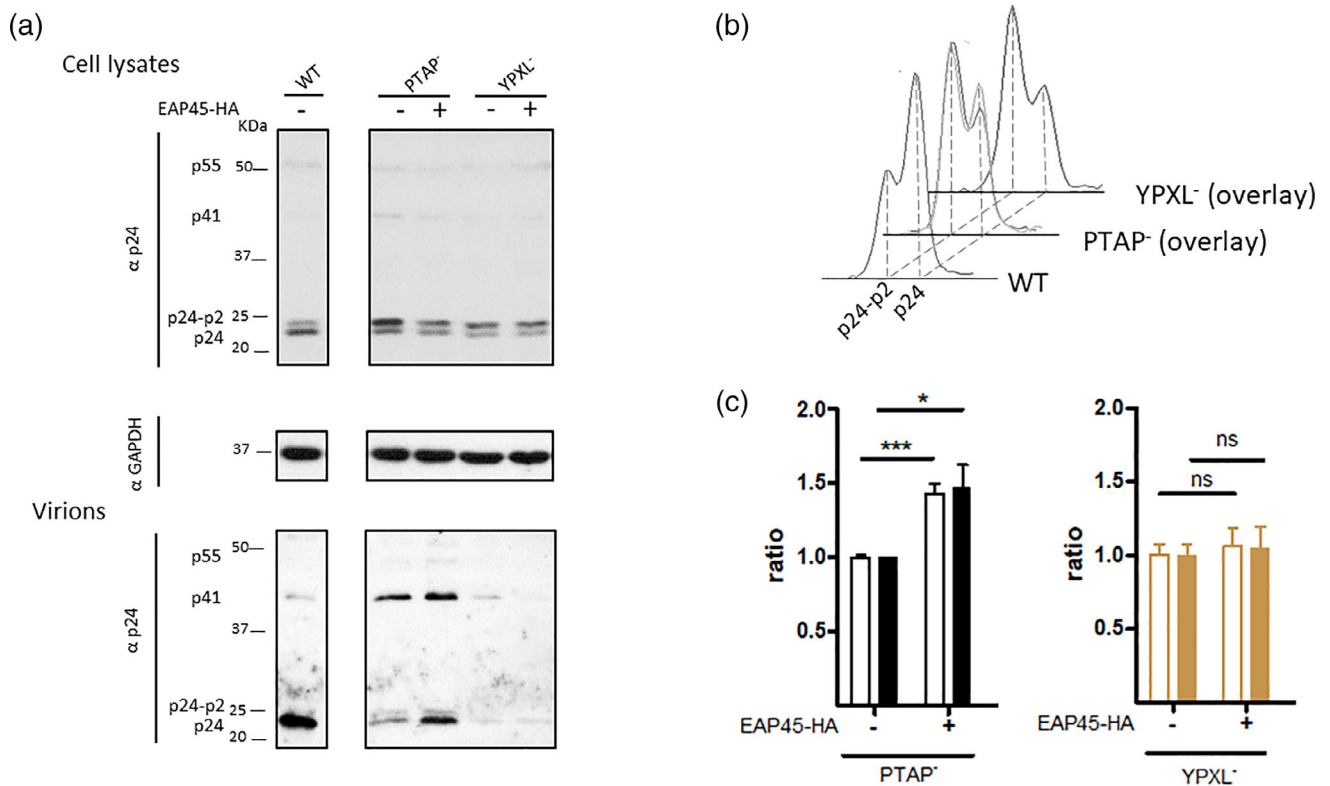 (a)
Cell lysates
WT
PTAP-
YPXL-
EAP45-HA - - + - +
KDa
α p24
p55 50
p41
37
p24-p2 25
p24
20
α GAPDH
37
Virions
α p24
50
p55
p41
37
p24-p2 25
p24
20
(b)
YPXL- (overlay)
PTAP- (overlay)
WT
p24-p2
p24
(c)
2.0
1.5
1.0
0.5
ratio
*
***
EAP45-HA - +
PTAP-
2.0
1.5
1.0
0.5
ratio
ns
ns
EAP45-HA - +
YPXL-